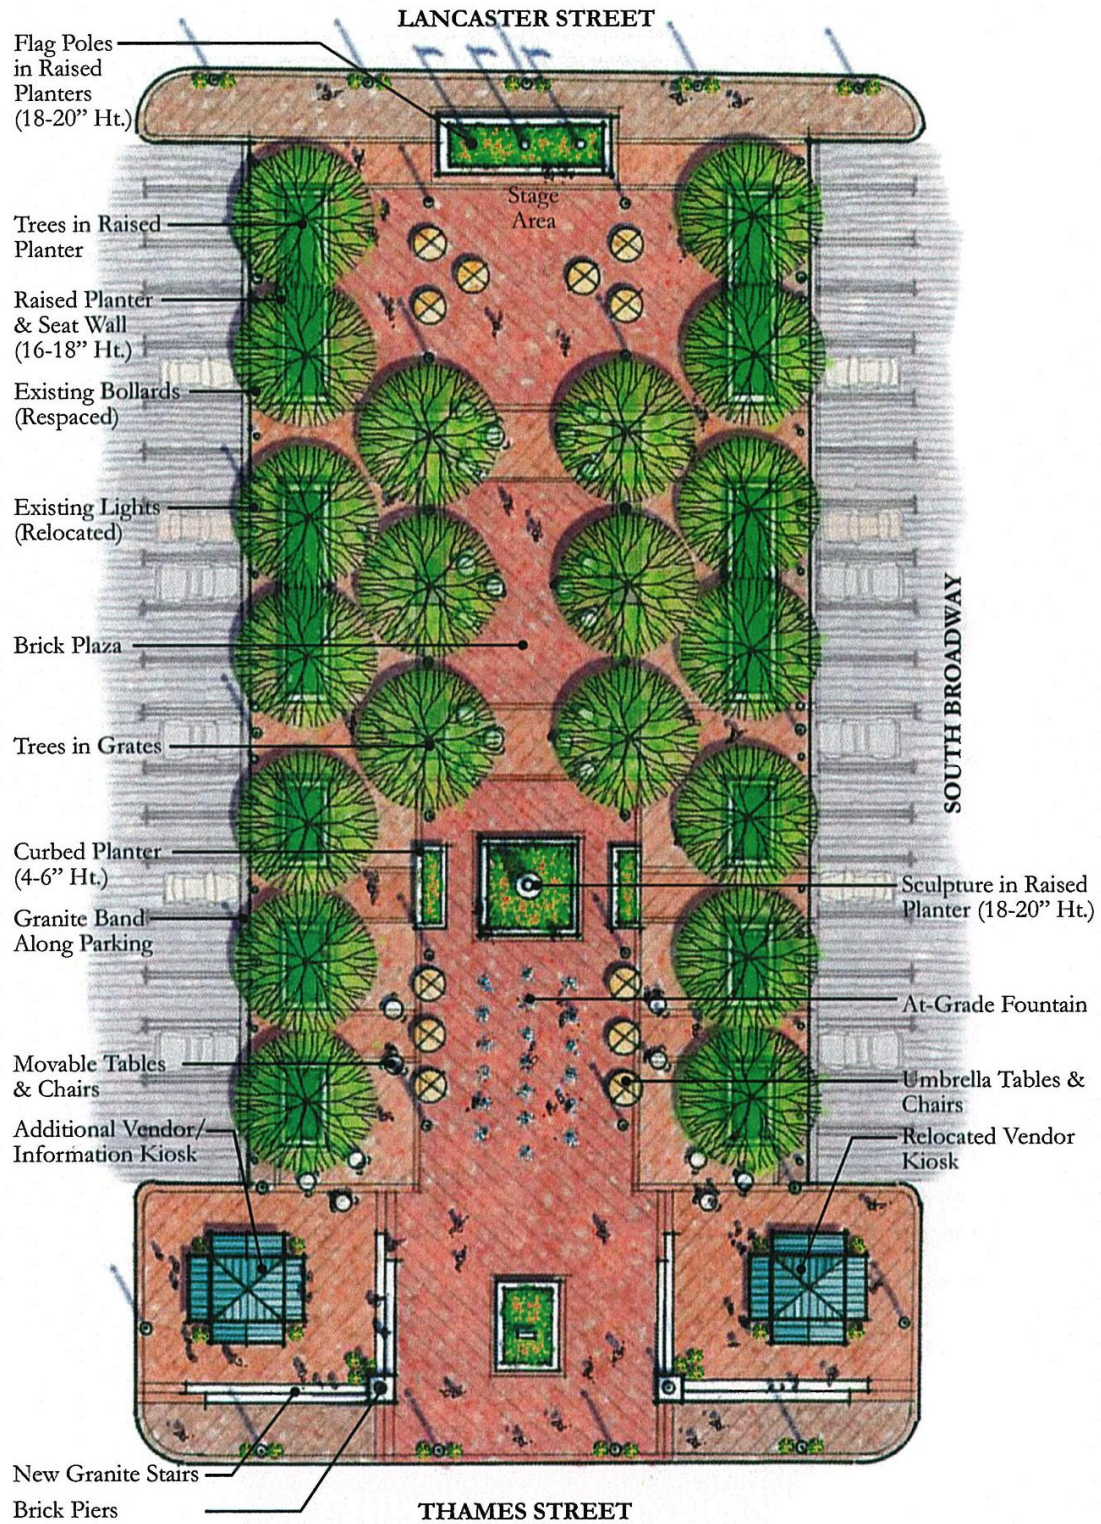 LANCASTER STREET
Flag Poles
in Raised
Planters
(18-20” Ht.)
Stage
Area
Trees in Raised
Planter
Raised Planter
& Seat Wall
(16-18” Ht.)
Existing Bollards
(Respaced)
Existing Lights
(Relocated)
Brick Plaza
Trees in Grates
Curbed Planter
(4-6” Ht.)
Granite Band
Along Parking
Movable Tables
& Chairs
Additional Vendor/
Information Kiosk
New Granite Stairs
Brick Piers
SOUTH BROADWAY
Sculpture in Raised
Planter (18-20” Ht.)
At-Grade Fountain
Umbrella Tables &
Chairs
Relocated Vendor
Kiosk
THAMES STREET